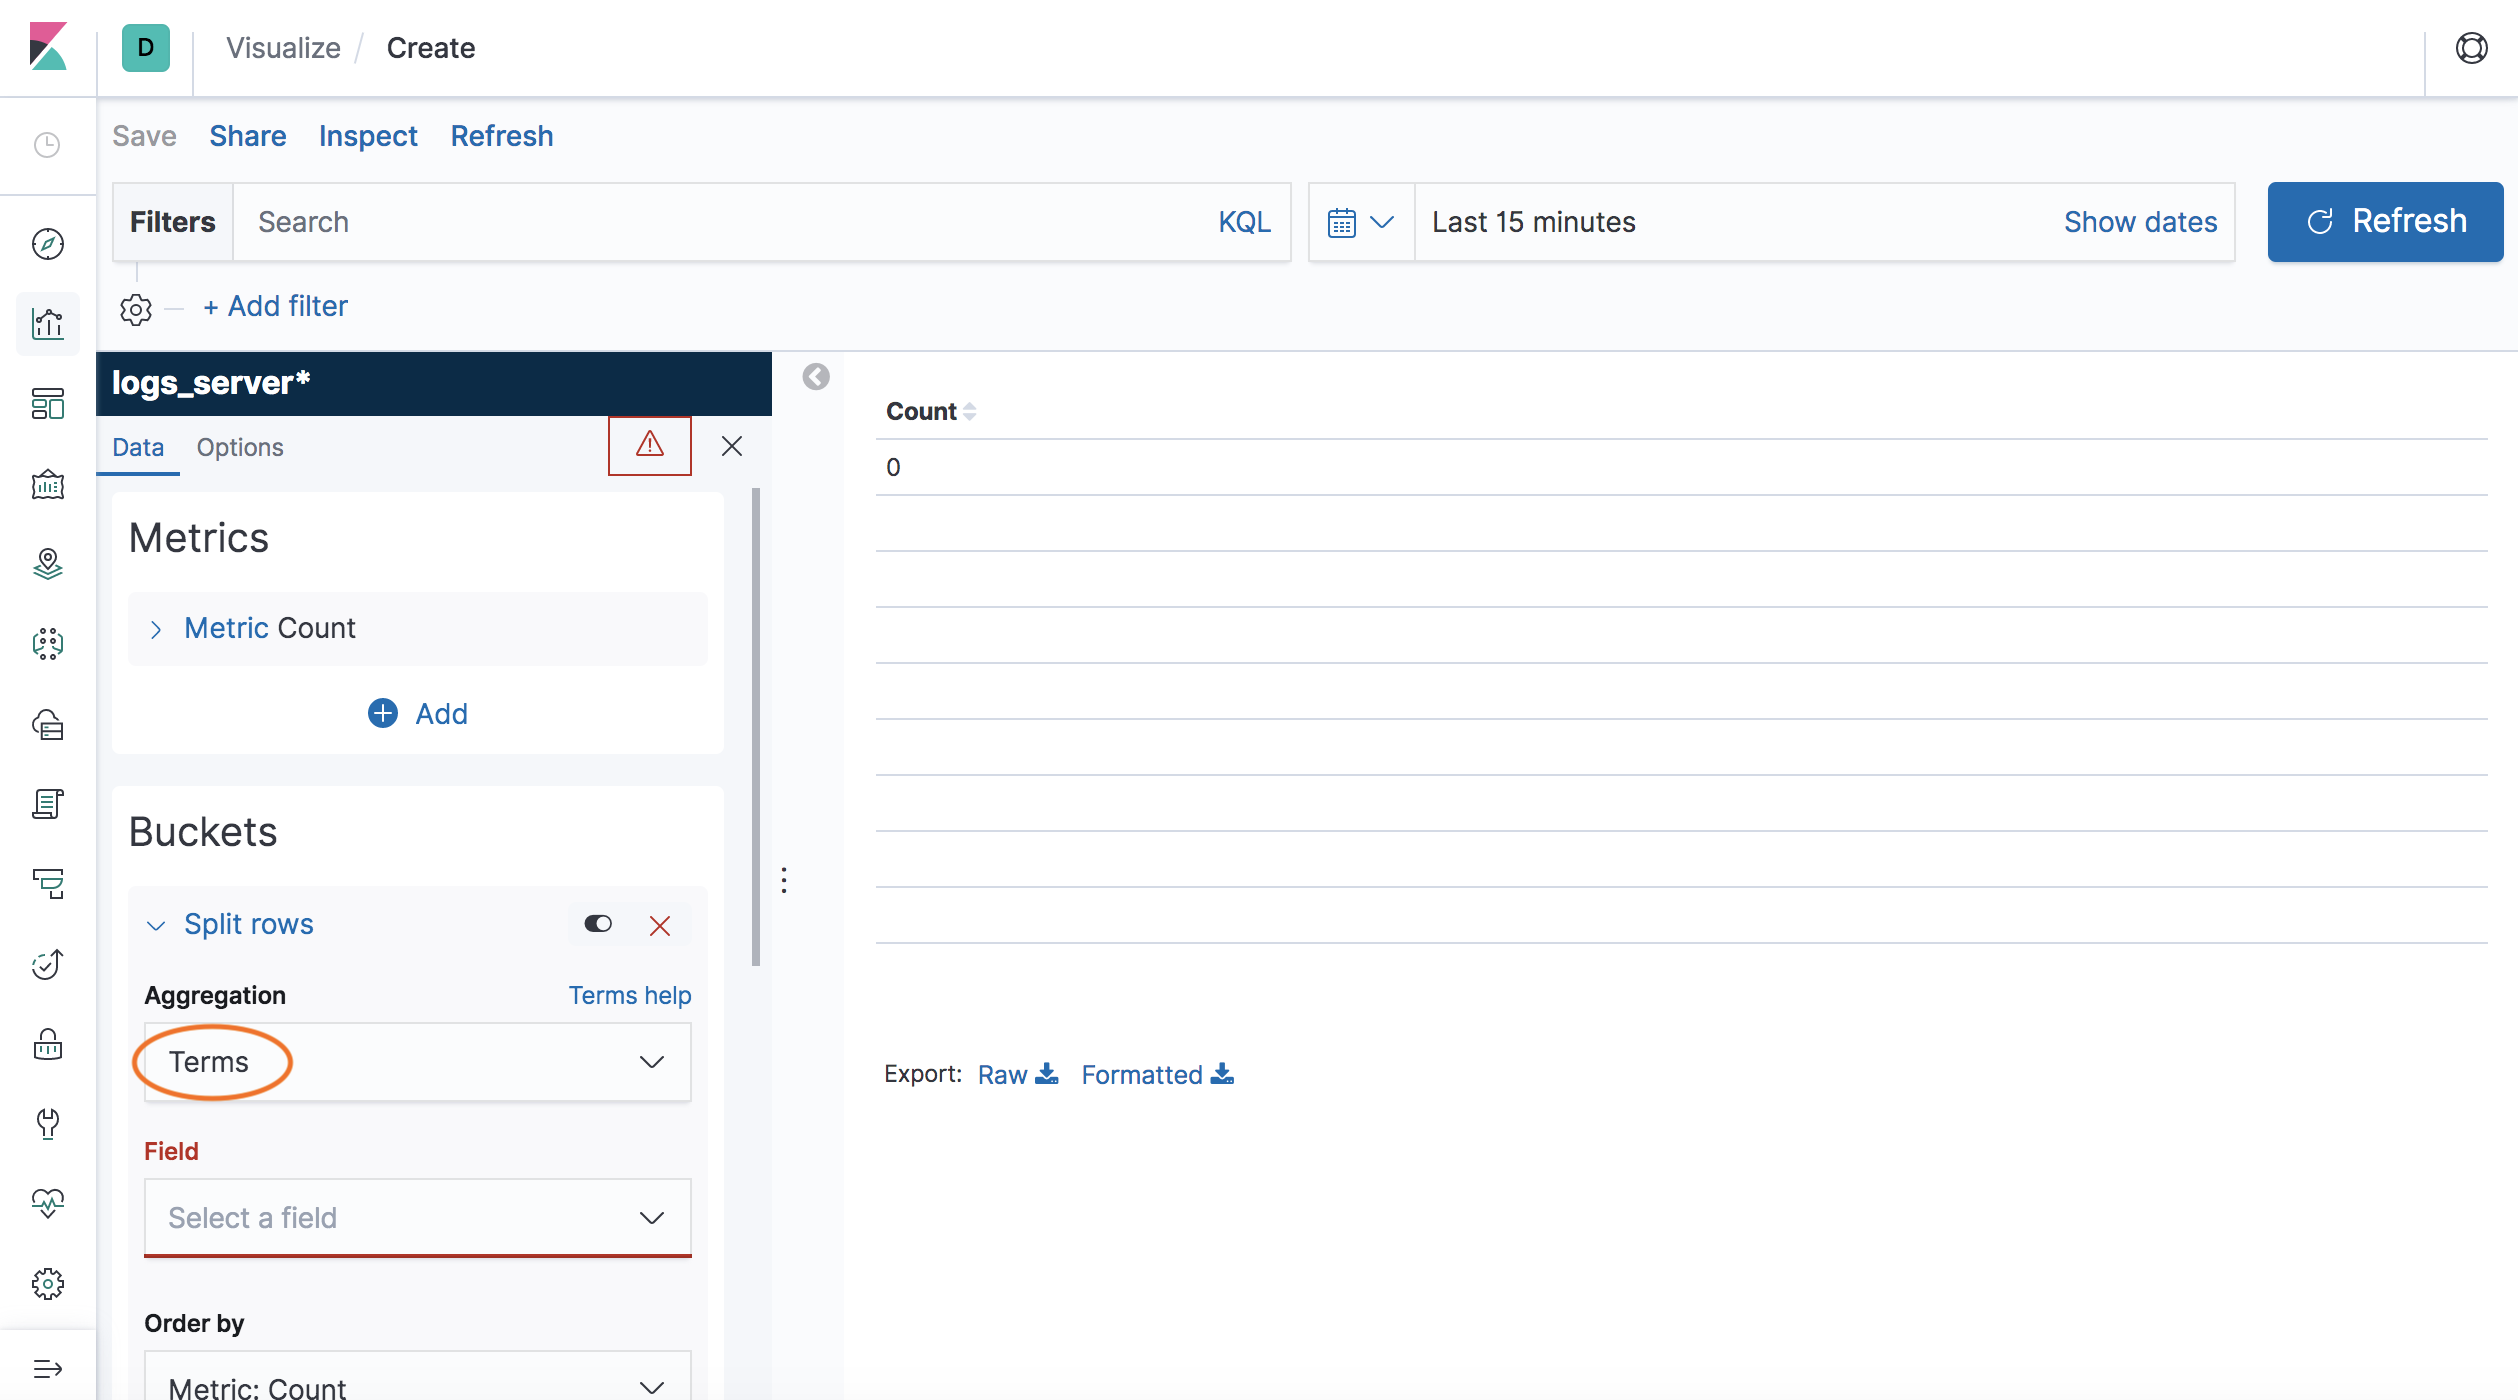 D Visualize / Create
Save Share Inspect Refresh
Filters Search KQL Last 15 minutes Show dates Refresh
+ Add filter
logs_server*
Data Options
Metrics
Metric Count
Add
Buckets
Split rows
Aggregation Terms help
Terms
Field
Select a field
Order by
Metric: Count
Count
0
Export: Raw Formatted